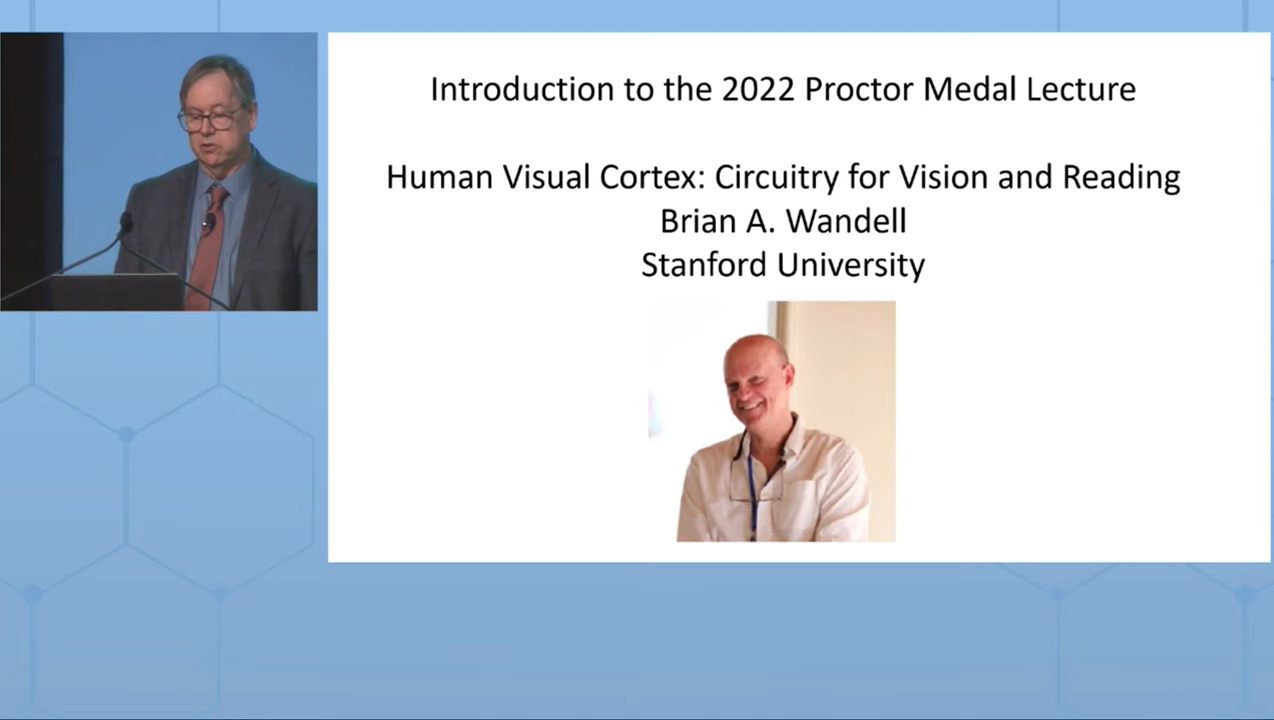 Introduction to the 2022 Proctor Medal Lecture
Human Visual Cortex: Circuitry for Vision and Reading
Brian A. Wandell
Stanford University